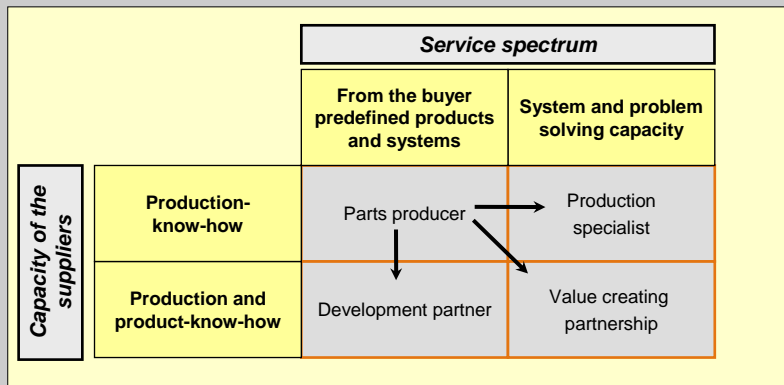 Service spectrum
From the buyer
predefined products
and systems
System and problem
solving capacity
Capacity of the
suppliers
Production-
know-how
Parts producer
Production
specialist
Production and
product-know-how
Development partner
Value creating
partnership